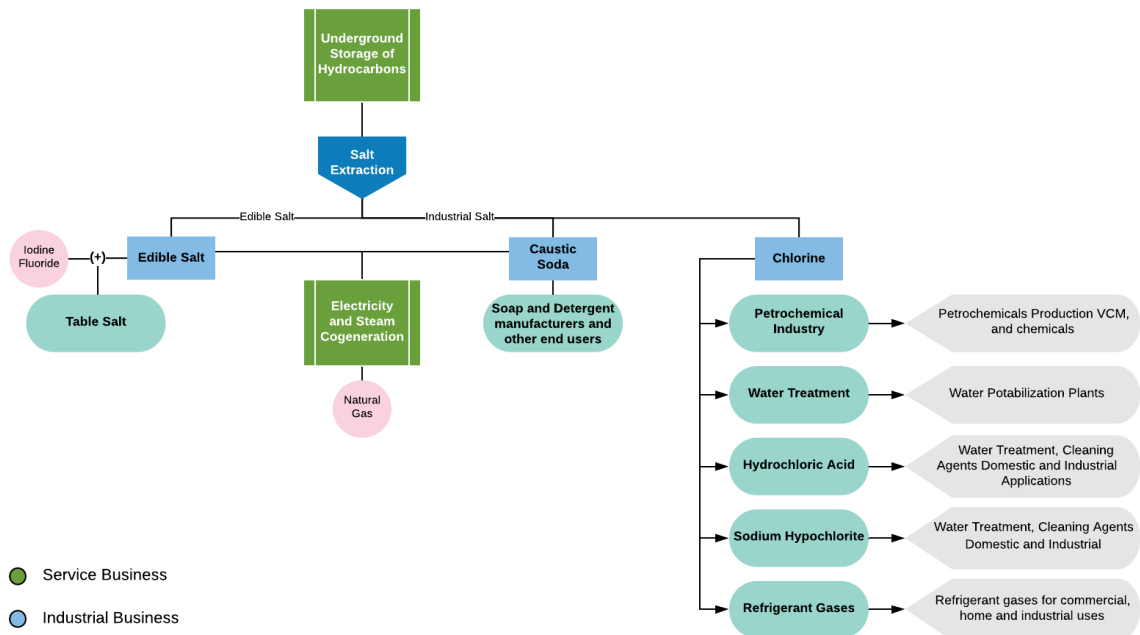 Underground
Storage of
Hydrocarbons
Salt
Extraction
Edible Salt
Industrial Salt
Iodine
Fluoride
(+)
Edible Salt
Caustic
Soda
Chlorine
Table Salt
Electricity
and Steam
Cogeneration
Soap and Detergent
manufacturers and
other end users
Natural
Gas
Petrochemical
Industry
Petrochemicals Production VCM,
and chemicals
Water Treatment
Water Potabilization Plants
Hydrochloric Acid
Water Treatment, Cleaning
Agents Domestic and Industrial
Applications
Sodium Hypochlorite
Water Treatment, Cleaning Agents
Domestic and Industrial
Refrigerant Gases
Refrigerant gases for commercial,
home and industrial uses
Service Business
Industrial Business